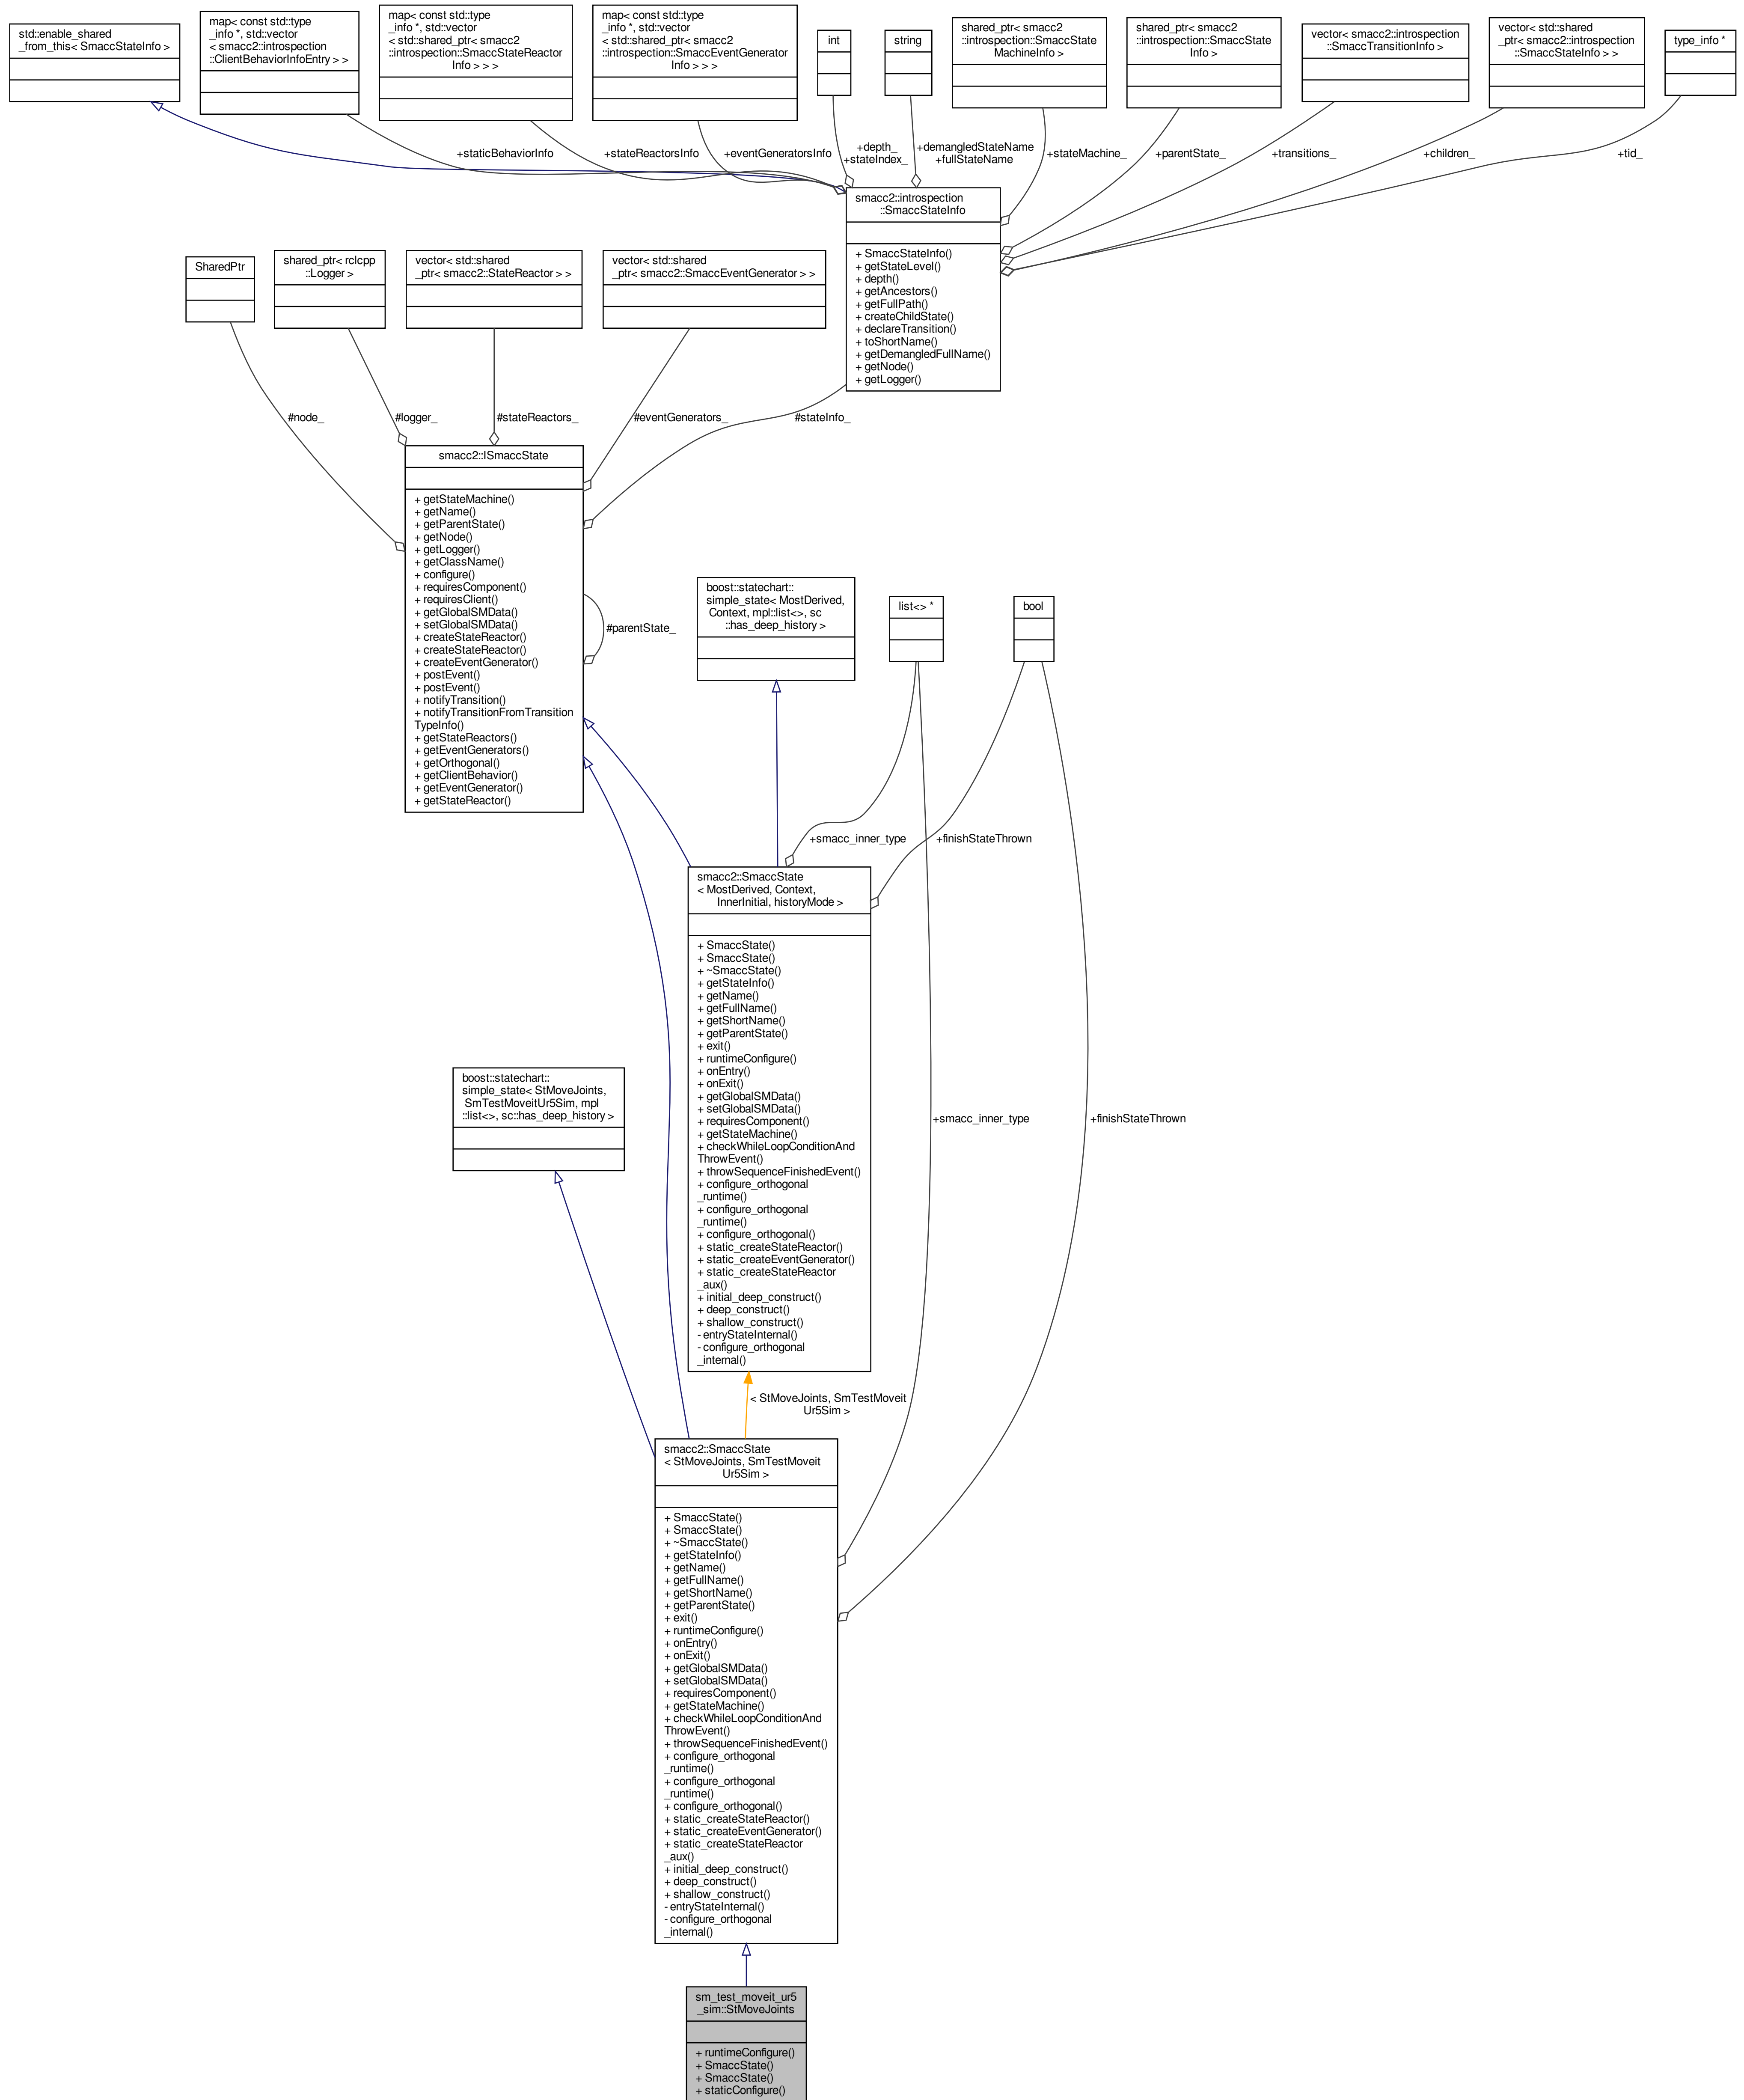 std::enable_shared
_from_this< SmaccStateInfo >
map< const std::type
_info *, std::vector
< smacc2::introspection
::ClientBehaviorInfoEntry > >
map< const std::type
_info *, std::vector
< std::shared_ptr< smacc2
::introspection::SmaccStateReactor
Info > > >
map< const std::type
_info *, std::vector
< std::shared_ptr< smacc2
::introspection::SmaccEventGenerator
Info > > >
int
string
shared_ptr< smacc2
::introspection::SmaccState
MachineInfo >
shared_ptr< smacc2
::introspection::SmaccState
Info >
vector< smacc2::introspection
::SmaccTransitionInfo >
vector< std::shared
_ptr< smacc2::introspection
::SmaccStateInfo > >
type_info *
+staticBehaviorInfo
+stateReactorsInfo
+eventGeneratorsInfo
+depth_
+stateIndex_
+demangledStateName
+fullStateName
+stateMachine_
+parentState_
+transitions_
+children_
+tid_
smacc2::introspection
::SmaccStateInfo
+ SmaccStateInfo()
+ getStateLevel()
+ depth()
+ getAncestors()
+ getFullPath()
+ createChildState()
+ declareTransition()
+ toShortName()
+ getDemangledFullName()
+ getNode()
+ getLogger()
SharedPtr
shared_ptr< rclcpp
::Logger >
vector< std::shared
_ptr< smacc2::StateReactor > >
vector< std::shared
_ptr< smacc2::SmaccEventGenerator > >
#node_
#logger_
#stateReactors_
#eventGenerators_
#stateInfo_
smacc2::ISmaccState
+ getStateMachine()
+ getName()
+ getParentState()
+ getNode()
+ getLogger()
+ getClassName()
+ configure()
+ requiresComponent()
+ requiresClient()
+ getGlobalSMData()
+ setGlobalSMData()
+ createStateReactor()
+ createStateReactor()
+ createEventGenerator()
+ postEvent()
+ postEvent()
+ notifyTransition()
+ notifyTransitionFromTransition
TypeInfo()
+ getStateReactors()
+ getEventGenerators()
+ getOrthogonal()
+ getClientBehavior()
+ getEventGenerator()
+ getStateReactor()
#parentState_
boost::statechart::
simple_state< MostDerived,
Context, mpl::list<>, sc
::has_deep_history >
list<> *
bool
+smacc_inner_type
+finishStateThrown
smacc2::SmaccState
< MostDerived, Context,
InnerInitial, historyMode >
+ SmaccState()
+ SmaccState()
+ ~SmaccState()
+ getStateInfo()
+ getName()
+ getFullName()
+ getShortName()
+ getParentState()
+ exit()
+ runtimeConfigure()
+ onEntry()
+ onExit()
+ getGlobalSMData()
+ setGlobalSMData()
+ requiresComponent()
+ getStateMachine()
+ checkWhileLoopConditionAnd
ThrowEvent()
+ throwSequenceFinishedEvent()
+ configure_orthogonal
_runtime()
+ configure_orthogonal
_runtime()
+ configure_orthogonal()
+ static_createStateReactor()
+ static_createEventGenerator()
+ static_createStateReactor
_aux()
+ initial_deep_construct()
+ deep_construct()
+ shallow_construct()
- entryStateInternal()
- configure_orthogonal
_internal()
boost::statechart::
simple_state< StMoveJoints,
SmTestMoveitUr5Sim, mpl
::list<>, sc::has_deep_history >
+smacc_inner_type
+finishStateThrown
< StMoveJoints, SmTestMoveit
Ur5Sim >
smacc2::SmaccState
< StMoveJoints, SmTestMoveit
Ur5Sim >
+ SmaccState()
+ SmaccState()
+ ~SmaccState()
+ getStateInfo()
+ getName()
+ getFullName()
+ getShortName()
+ getParentState()
+ exit()
+ runtimeConfigure()
+ onEntry()
+ onExit()
+ getGlobalSMData()
+ setGlobalSMData()
+ requiresComponent()
+ getStateMachine()
+ checkWhileLoopConditionAnd
ThrowEvent()
+ throwSequenceFinishedEvent()
+ configure_orthogonal
_runtime()
+ configure_orthogonal
_runtime()
+ configure_orthogonal()
+ static_createStateReactor()
+ static_createEventGenerator()
+ static_createStateReactor
_aux()
+ initial_deep_construct()
+ deep_construct()
+ shallow_construct()
- entryStateInternal()
- configure_orthogonal
_internal()
sm_test_moveit_ur5
_sim::StMoveJoints
+ runtimeConfigure()
+ SmaccState()
+ SmaccState()
+ staticConfigure()